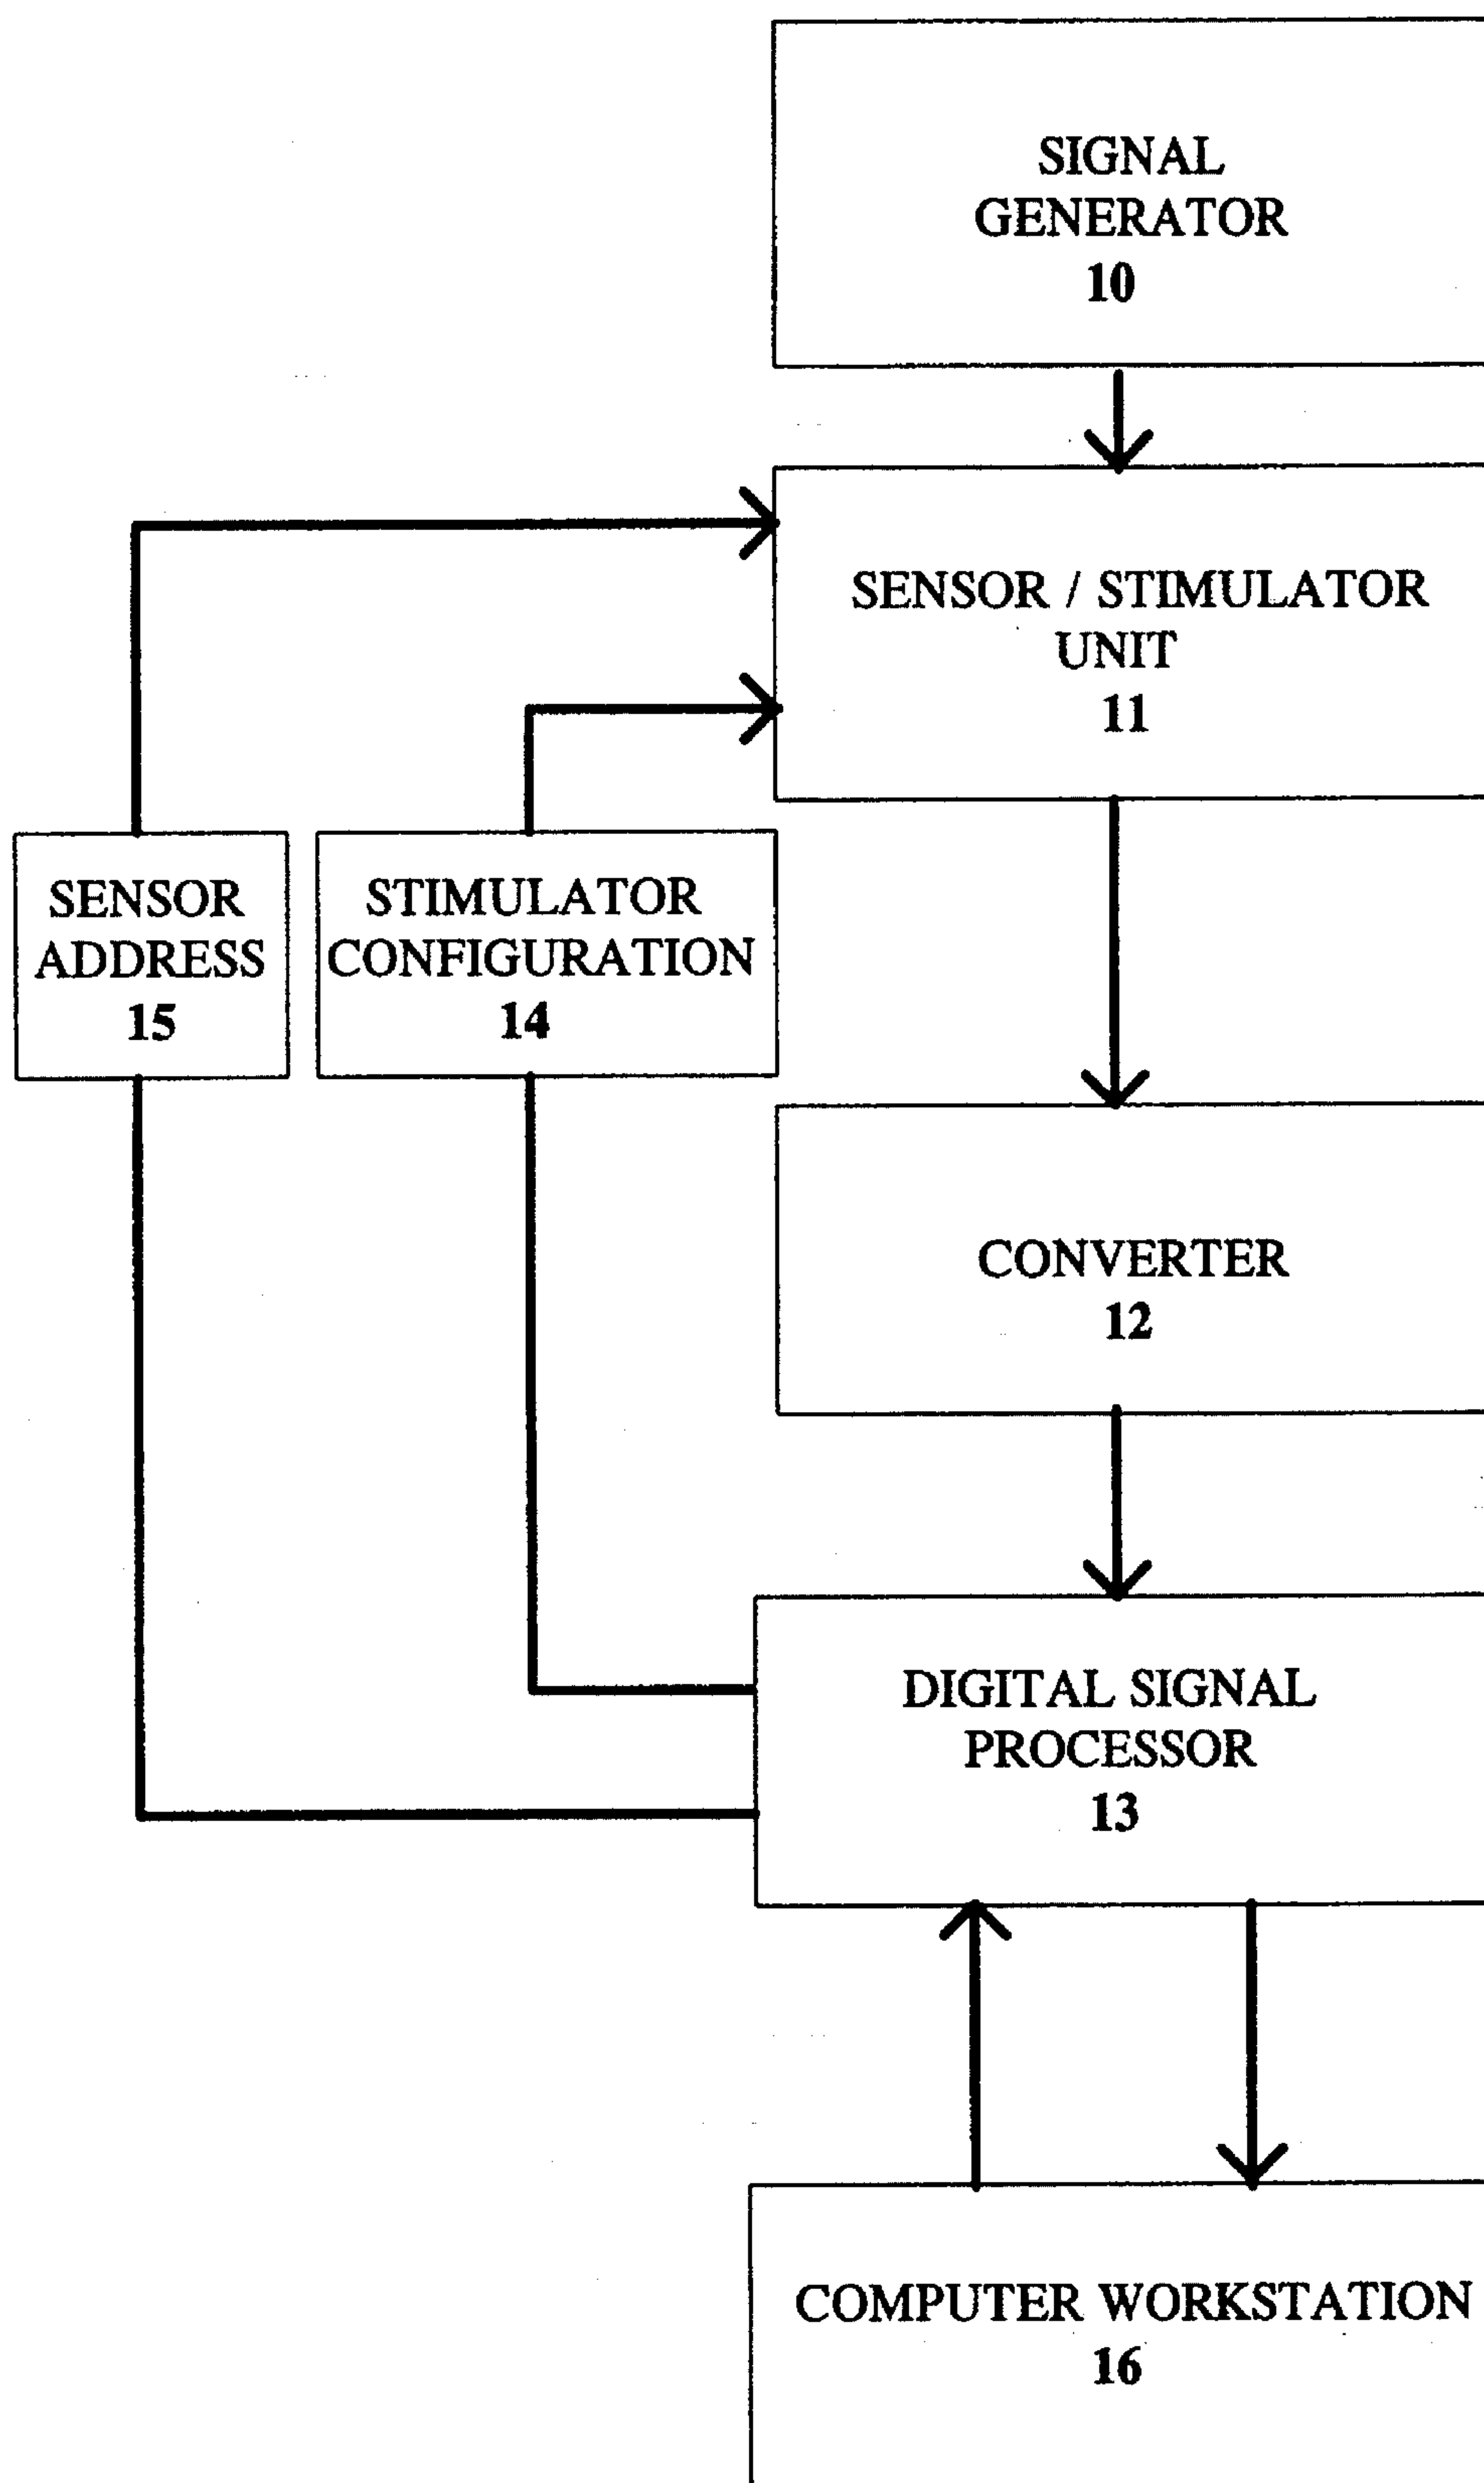 SIGNAL
GENERATOR
10
SENSOR / STIMULATOR
UNIT
11
SENSOR
ADDRESS
15
STIMULATOR
CONFIGURATION
14
CONVERTER
12
DIGITAL SIGNAL
PROCESSOR
13
COMPUTER WORKSTATION
16